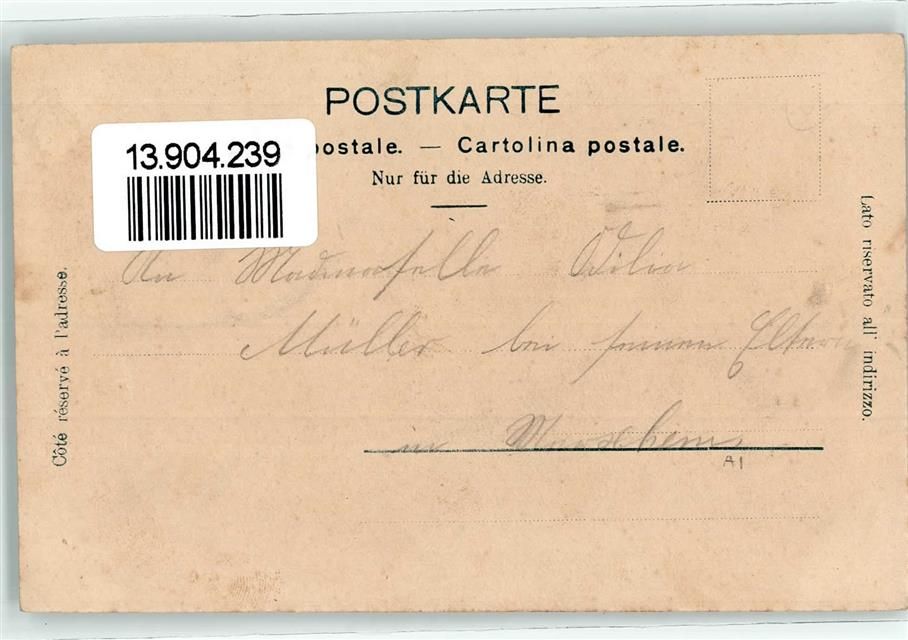 POSTKARTE
13.904.239
postale. — Cartolina postale.
Nur für die Adresse.
Lato riservato all' indirizzo.
Côté réservé à l'adresse.
An Mademoselle Odilia
Müller bei seinen Eltern
in
A1